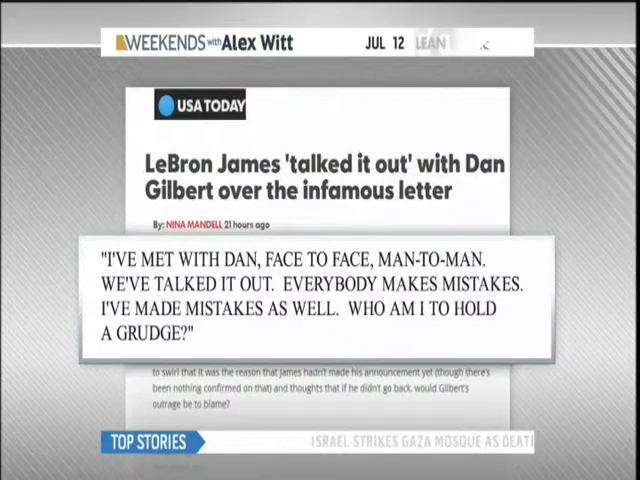 WEEKENDS with Alex Witt
JUL 12 LEAN
USA TODAY
LeBron James 'talked it out' with Dan
Gilbert over the infamous letter
By: NINA MANDELL 21 hours ago
"I'VE MET WITH DAN, FACE TO FACE, MAN-TO-MAN.
WE'VE TALKED IT OUT. EVERYBODY MAKES MISTAKES.
I'VE MADE MISTAKES AS WELL. WHO AM I TO HOLD
A GRUDGE?"
to swirl that it was the reason that James hadn't made his announcement yet (though there's
been nothing confirmed on that) and thoughts that if he didn't go back, would Gilbert's
outrage be to blame?
TOP STORIES
ISRAEL STRIKES GAZA MOSQUE AS DEAT